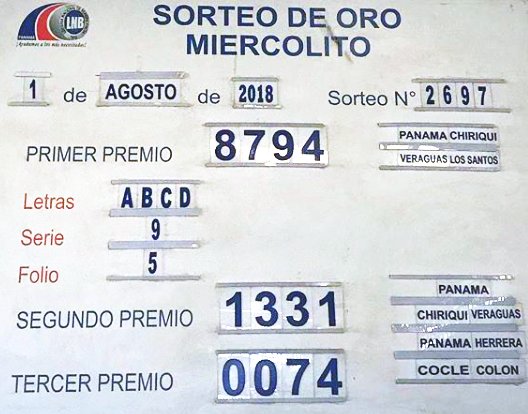 SORTEO DE ORO
MIERCOLITO
LNB
PANAMÁ
¡Ayudamos a los más necesitados!
1 de AGOSTO de 2018 Sorteo N° 2697
PRIMER PREMIO 8794 PANAMA CHIRIQUI
VERAGUAS LOS SANTOS
Letras ABCD
Serie 9
Folio 5
PANAMA
SEGUNDO PREMIO 1331 CHIRIQUI VERAGUAS
PANAMA HERRERA
TERCER PREMIO 0074 COCLE COLON